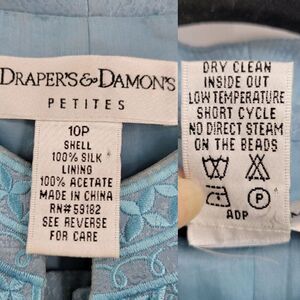 DRAPER'S & DAMON'S
PETITES
10P
SHELL
100% SILK
LINING
100% ACETATE
MADE IN CHINA
RN# 59182
SEE REVERSE
FOR CARE
DRY CLEAN
INSIDE OUT
LOW TEMPERATURE
SHORT CYCLE
NO DIRECT STEAM
ON THE BEADS
P
ADP